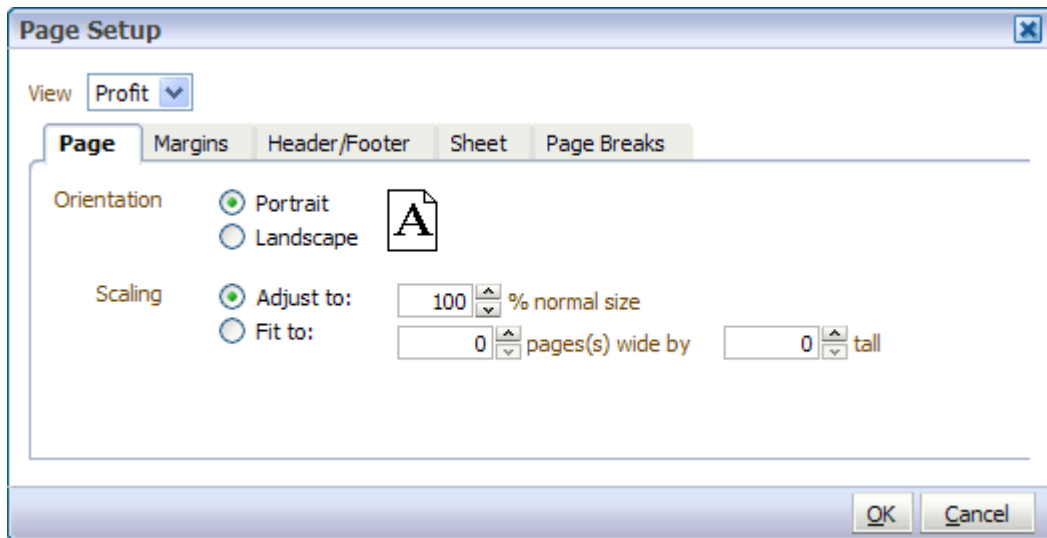 Page Setup
View Profit
Page Margins Header/Footer Sheet Page Breaks
Orientation Portrait A
Landscape
Scaling Adjust to: 100 % normal size
Fit to: 0 pages(s) wide by 0 tall
OK Cancel